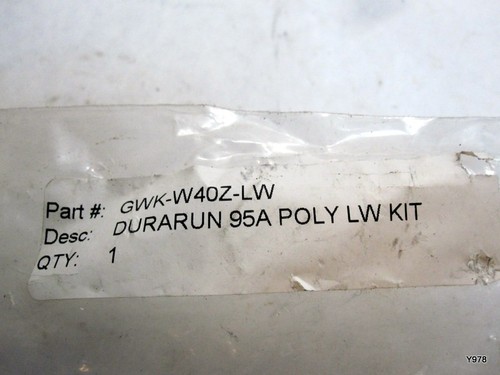 Part #: GWK-W40Z-LW
Desc: DURARUN 95A POLY LW KIT
QTY: 1
Y978